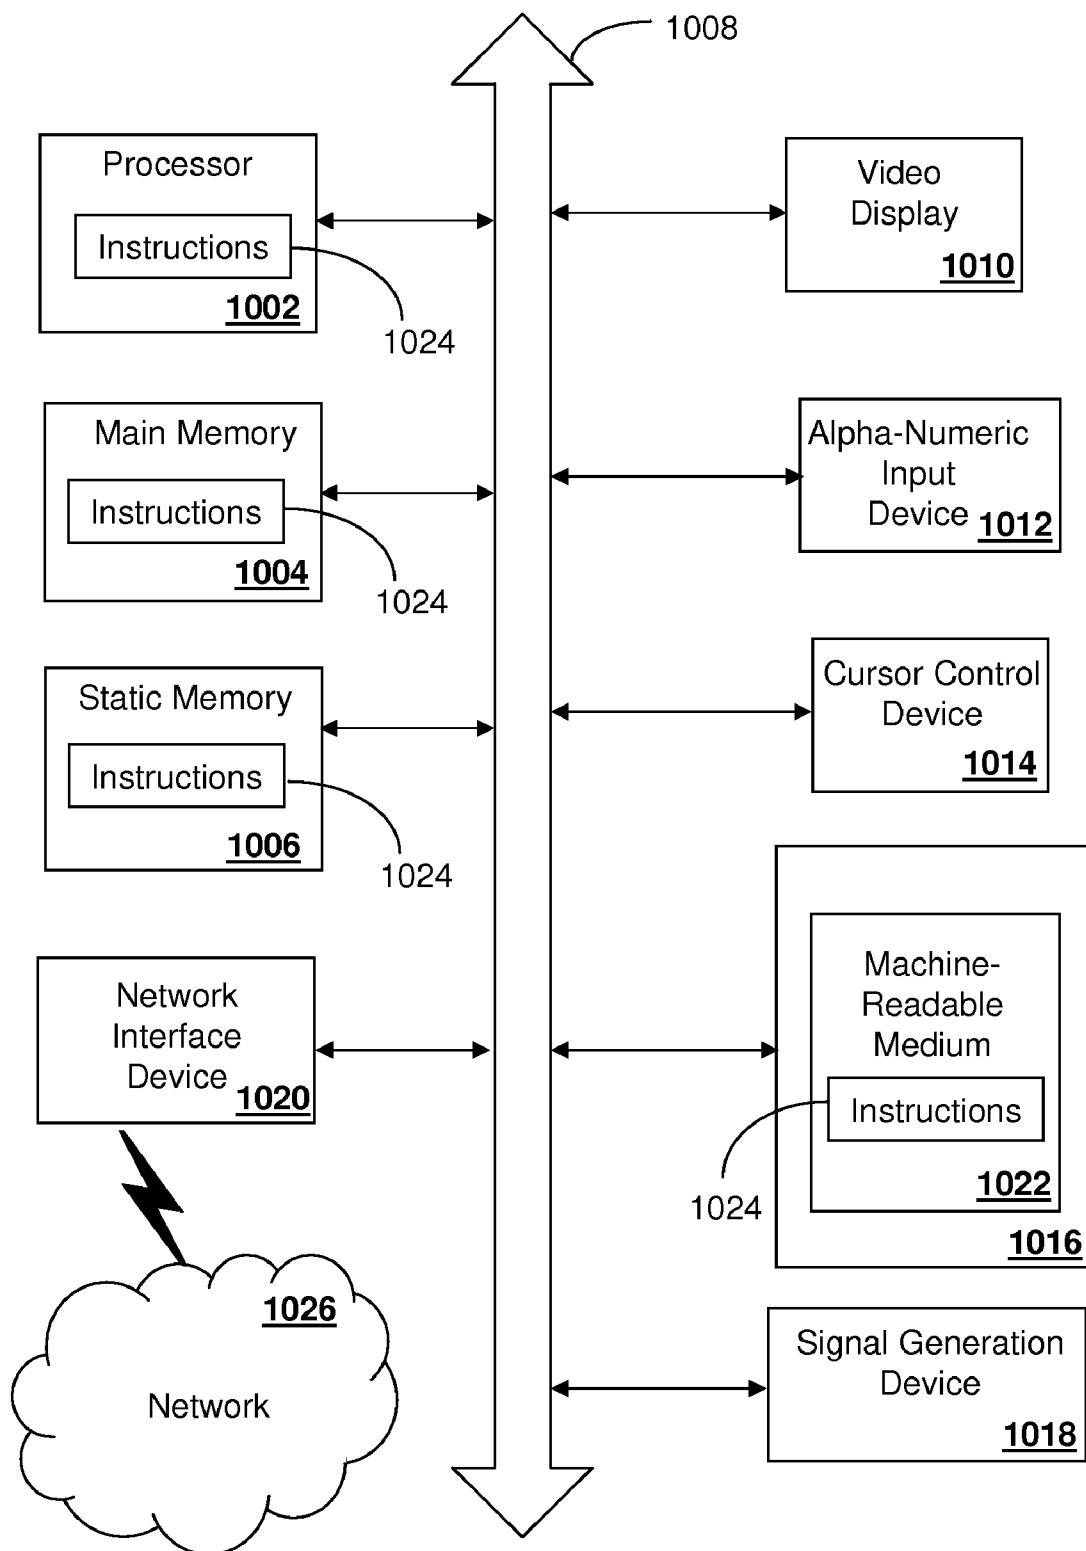 1008
Processor
Instructions
1002
1024
Main Memory
Instructions
1004
1024
Static Memory
Instructions
1006
1024
Network
Interface
Device
1020
1026
Network
Video
Display
1010
Alpha-Numeric
Input
Device
1012
Cursor Control
Device
1014
Machine-
Readable
Medium
Instructions
1024
1022
1016
Signal Generation
Device
1018